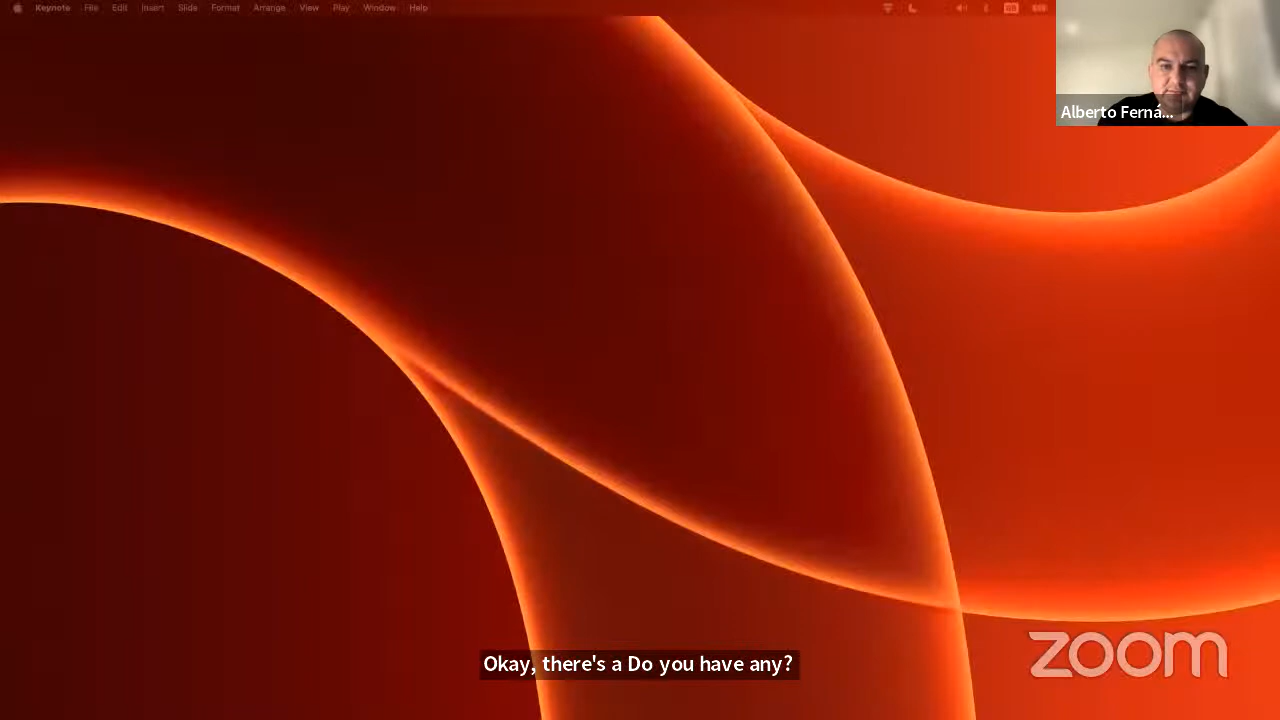 Keynote File Edit Insert Slide Format Arrange View Play Window Help
Alberto Ferná...
Okay, there's a Do you have any?
zoom